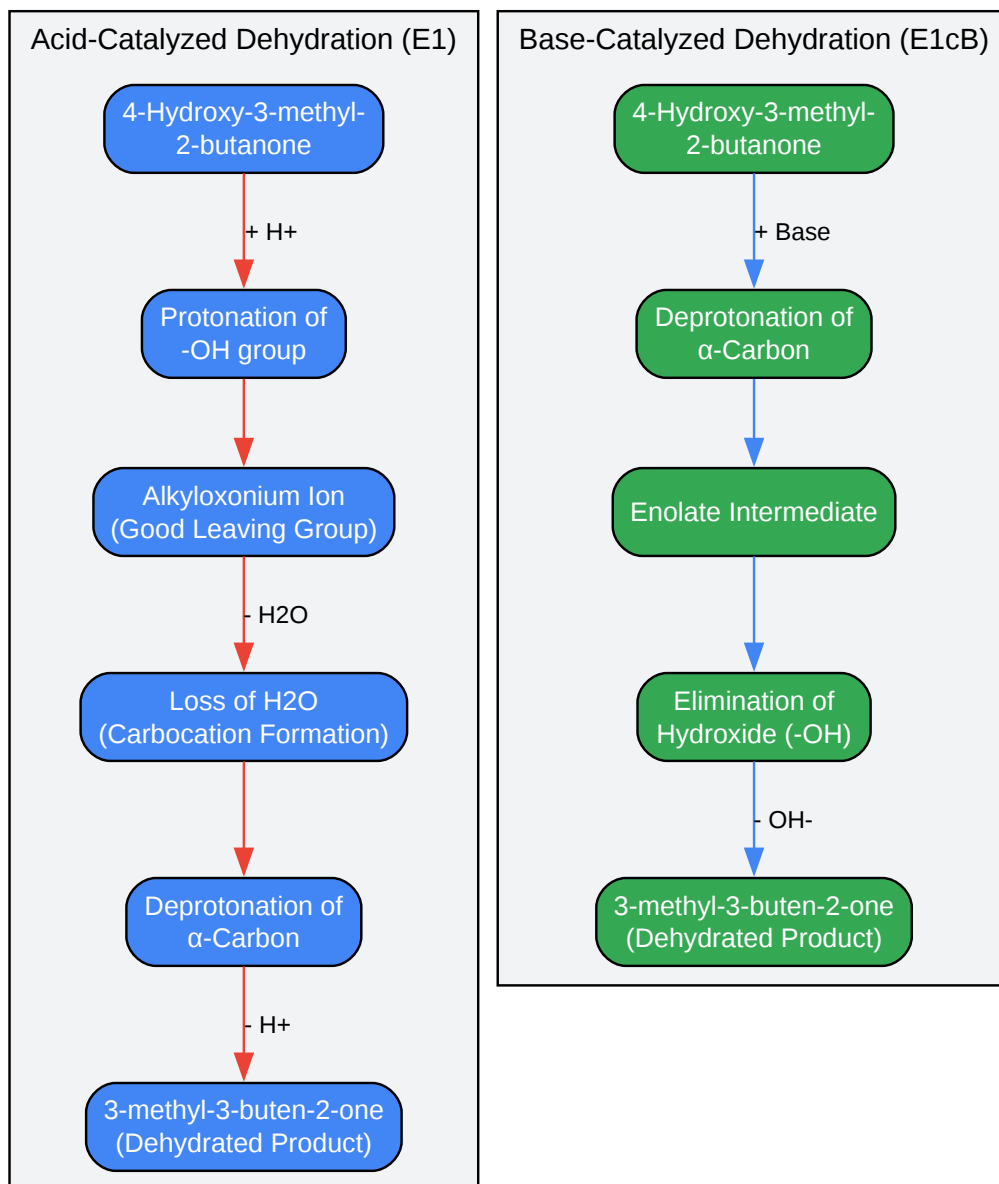 Acid-Catalyzed Dehydration (E1)
4-Hydroxy-3-methyl-
2-butanone
+ H+
Protonation of
-OH group
Alkyloxonium Ion
(Good Leaving Group)
- H2O
Loss of H2O
(Carbocation Formation)
Deprotonation of
α-Carbon
- H+
3-methyl-3-buten-2-one
(Dehydrated Product)
Base-Catalyzed Dehydration (E1cB)
4-Hydroxy-3-methyl-
2-butanone
+ Base
Deprotonation of
α-Carbon
Enolate Intermediate
Elimination of
Hydroxide (-OH)
- OH-
3-methyl-3-buten-2-one
(Dehydrated Product)